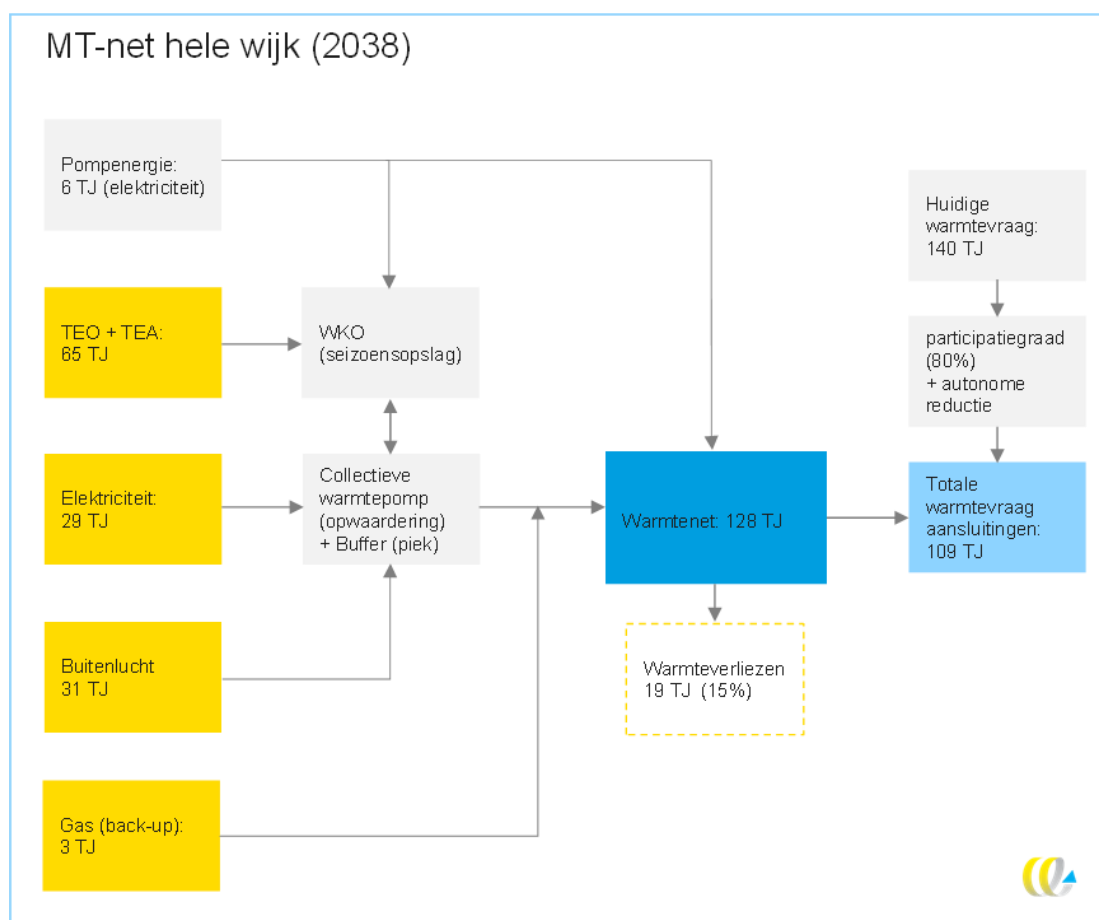 MT-net hele wijk (2038)
Pompenergie:
6 TJ (elektriciteit)
Huidige
warmtevraag:
140 TJ
TEO + TEA:
65 TJ
WKO
(seizoensopslag)
participatiegraad
(80%)
+ autonome
reductie
Elektriciteit:
29 TJ
Collectieve
warmtepomp
(opwaardering)
+ Buffer (piek)
Warmtenet: 128 TJ
Totale
warmtevraag
aansluitingen:
109 TJ
Buitenlucht
31 TJ
Warmteverliezen
19 TJ (15%)
Gas (back-up):
3 TJ